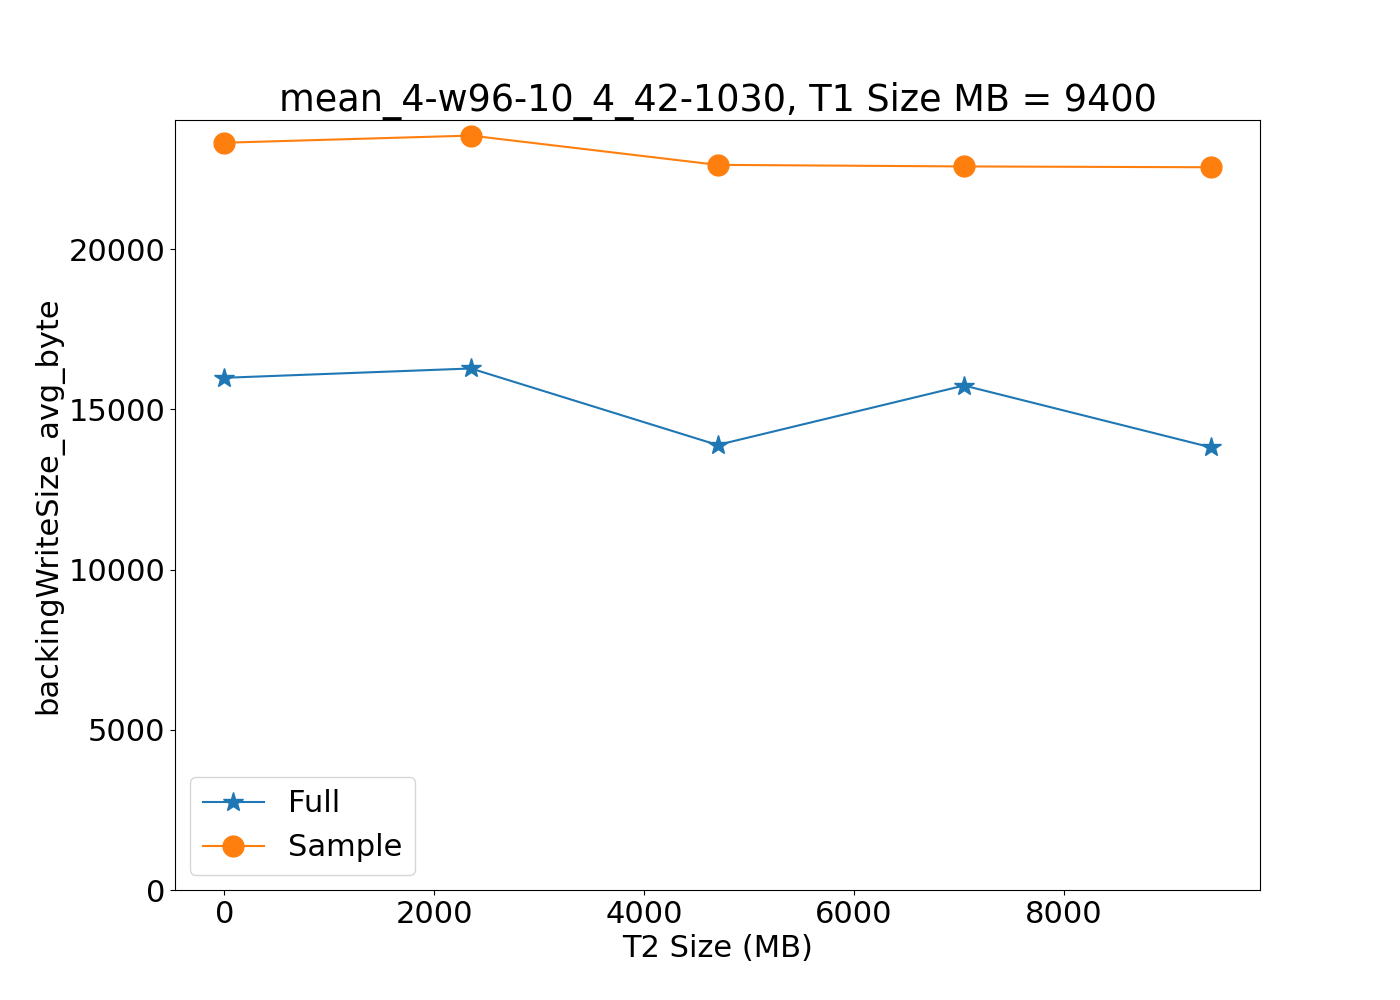 mean_4-w96-10_4_42-1030, T1 Size MB = 9400
backingWriteSize_avg_byte
20000
15000
10000
5000
0
Full
Sample
0 2000 4000 6000 8000
T2 Size (MB)